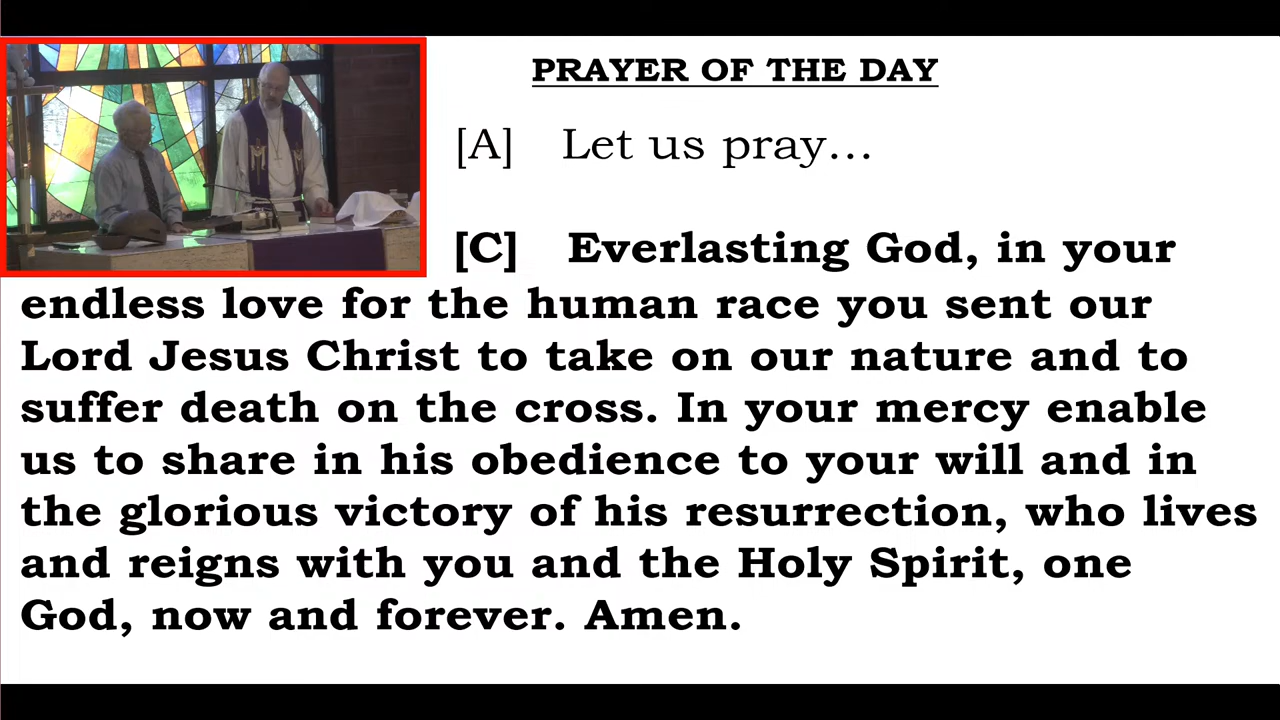 PRAYER OF THE DAY
[A] Let us pray...
[C] Everlasting God, in your
endless love for the human race you sent our
Lord Jesus Christ to take on our nature and to
suffer death on the cross. In your mercy enable
us to share in his obedience to your will and in
the glorious victory of his resurrection, who lives
and reigns with you and the Holy Spirit, one
God, now and forever. Amen.